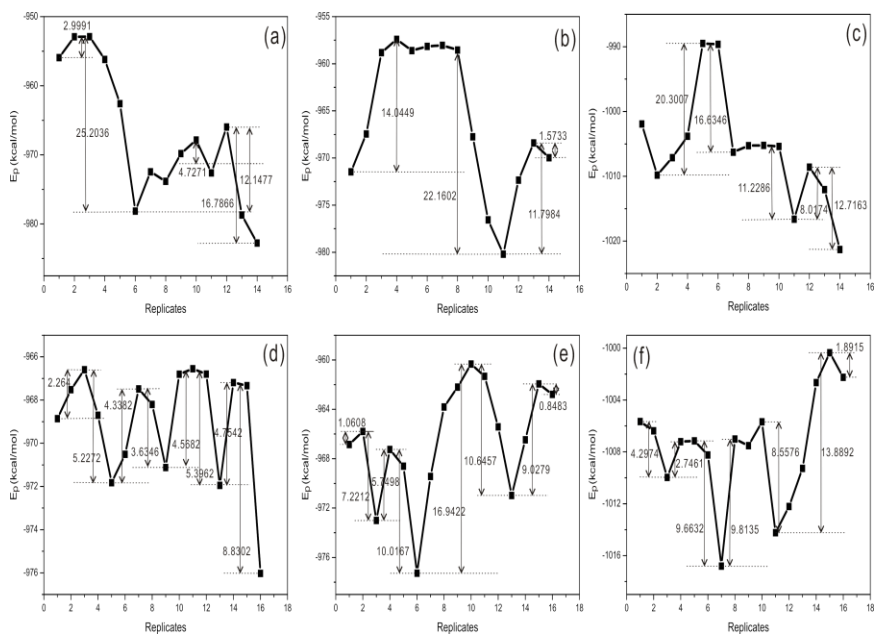 (a)
-950
-960
-970
-980
Ep (kcal/mol)
2.9991
25.2036
4.7271
16.7866
12.1477
0 2 4 6 8 10 12 14 16
Replicates
(b)
-955
-960
-965
-970
-975
-980
Ep (kcal/mol)
14.0449
22.1602
1.5733
11.7984
0 2 4 6 8 10 12 14 16
Replicates
(c)
-990
-1000
-1010
-1020
Ep (kcal/mol)
20.3007
16.6346
11.2286
8.0174
12.7163
0 2 4 6 8 10 12 14 16
Replicates
(d)
-966
-968
-970
-972
-974
-976
Ep (kcal/mol)
2.264
5.2272
4.3382
3.6346
4.5682
5.3962
4.7542
8.8302
0 2 4 6 8 10 12 14 16 18
Replicates
(e)
-960
-964
-968
-972
-976
Ep (kcal/mol)
1.0608
7.2212
5.7498
10.0167
16.9422
10.6457
9.0279
0.8483
0 2 4 6 8 10 12 14 16 18
Replicates
(f)
-1000
-1004
-1008
-1012
-1016
Ep (kcal/mol)
4.2974
2.7461
9.6632
9.8135
8.5576
13.8892
1.8915
0 2 4 6 8 10 12 14 16 18
Replicates